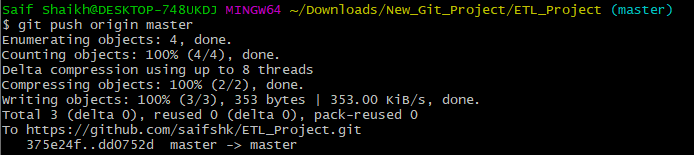 Saif Shaikh@DESKTOP-748UKDJ MINGW64 ~/Downloads/New_Git_Project/ETL_Project (master)
$ git push origin master
Enumerating objects: 4, done.
Counting objects: 100% (4/4), done.
Delta compression using up to 8 threads
Compressing objects: 100% (2/2), done.
Writing objects: 100% (3/3), 353 bytes | 353.00 KiB/s, done.
Total 3 (delta 0), reused 0 (delta 0), pack-reused 0
To https://github.com/saifshk/ETL_Project.git
   375e24f..dd0752d  master -> master